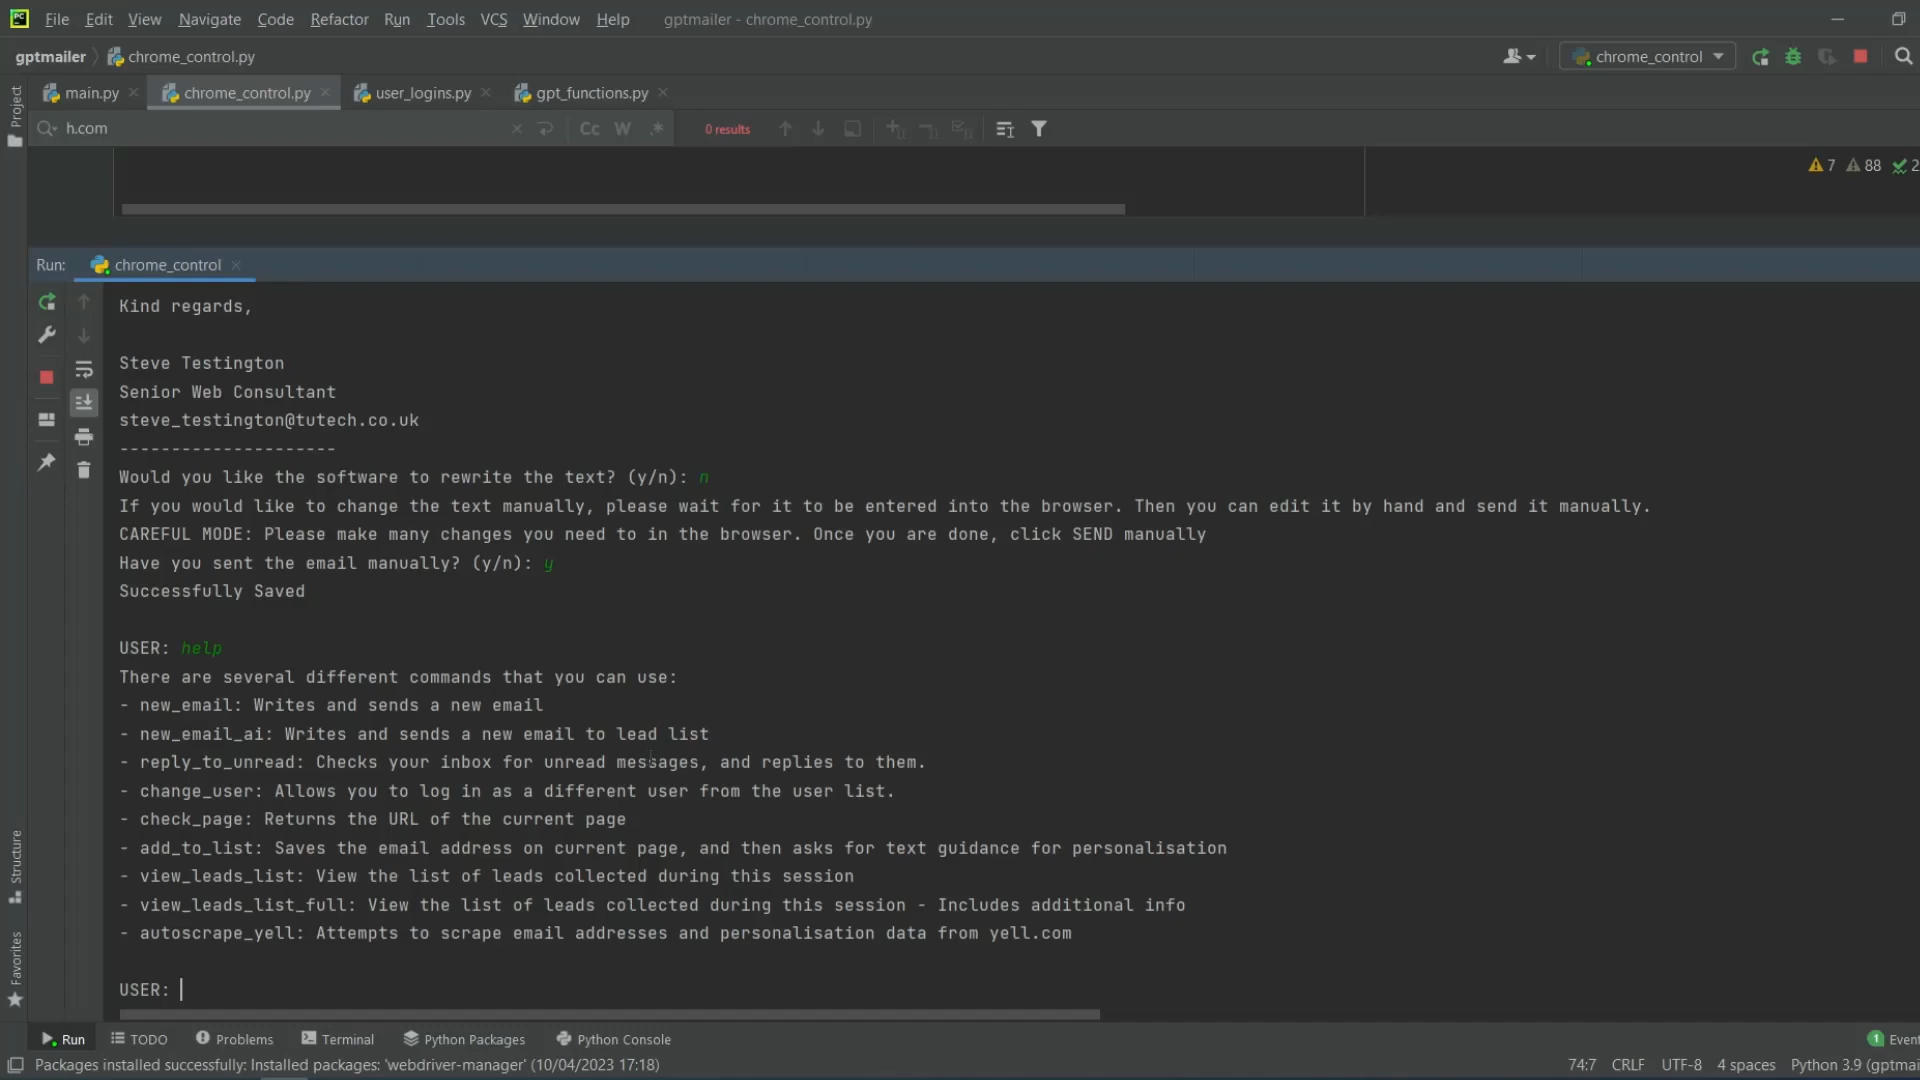 File Edit View Navigate Code Refactor Run Tools VCS Window Help gptmailer - chrome_control.py
gptmailer chrome_control.py chrome_control
main.py chrome_control.py user_logins.py gpt_functions.py
Project
h.com Cc W .* 0 results
7 88 2
Run: chrome_control
Kind regards,
Steve Testington
Senior Web Consultant
steve_testington@tutech.co.uk
---------------------
Would you like the software to rewrite the text? (y/n): n
If you would like to change the text manually, please wait for it to be entered into the browser. Then you can edit it by hand and send it manually.
CAREFUL MODE: Please make many changes you need to in the browser. Once you are done, click SEND manually
Have you sent the email manually? (y/n): y
Successfully Saved
USER: help
There are several different commands that you can use:
- new_email: Writes and sends a new email
- new_email_ai: Writes and sends a new email to lead list
- reply_to_unread: Checks your inbox for unread messages, and replies to them.
- change_user: Allows you to log in as a different user from the user list.
- check_page: Returns the URL of the current page
- add_to_list: Saves the email address on current page, and then asks for text guidance for personalisation
- view_leads_list: View the list of leads collected during this session
- view_leads_list_full: View the list of leads collected during this session - Includes additional info
- autoscrape_yell: Attempts to scrape email addresses and personalisation data from yell.com
USER:
Structure
Favorites
Run TODO Problems Terminal Python Packages Python Console 1 Event
Packages installed successfully: Installed packages: 'webdriver-manager' (10/04/2023 17:18) 74:7 CRLF UTF-8 4 spaces Python 3.9 (gptmai